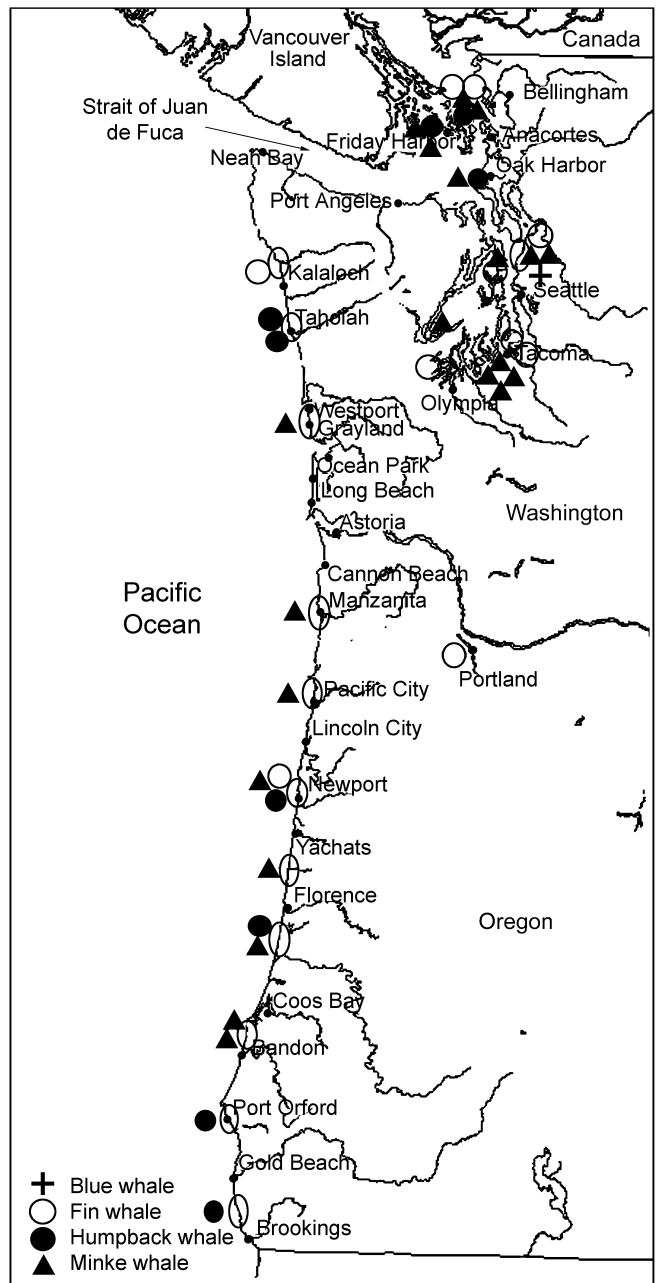 Vancouver
Island
Canada
Bellingham
Strait of Juan
de Fuca
Friday Harbor
Anacortes
Neah Bay
Oak Harbor
Port Angeles
Kalaloch
Seattle
Taholah
Tacoma
Olympia
Westport
Grayland
Ocean Park
Long Beach
Washington
Astoria
Cannon Beach
Pacific
Ocean
Manzanita
Portland
Pacific City
Lincoln City
Newport
Yachats
Florence
Oregon
Coos Bay
Bandon
Port Orford
Gold Beach
Blue whale
Fin whale
Humpback whale
Brookings
Minke whale